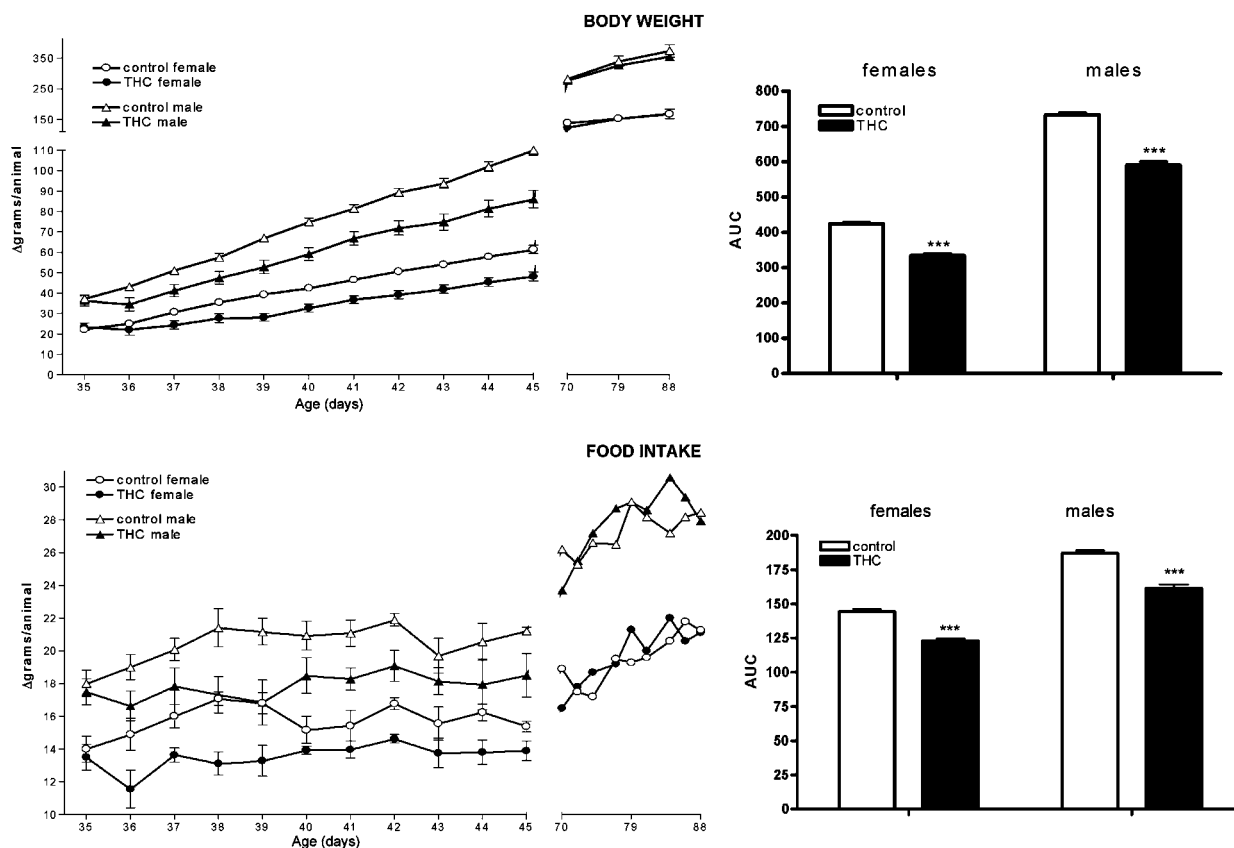 BODY WEIGHT
control female
THC female
control male
THC male
350
250
150
110
100
90
80
70
60
50
40
30
20
10
0
Δgrams/animal
35 36 37 38 39 40 41 42 43 44 45 70 79 88
Age (days)
females males
control
THC
800
700
600
500
400
300
200
100
0
AUC
*** ***
FOOD INTAKE
control female
THC female
control male
THC male
30
28
26
24
22
20
18
16
14
12
10
Δgrams/animal
35 36 37 38 39 40 41 42 43 44 45 70 79 88
Age (days)
females males
control
THC
200
175
150
125
100
75
50
25
0
AUC
*** ***